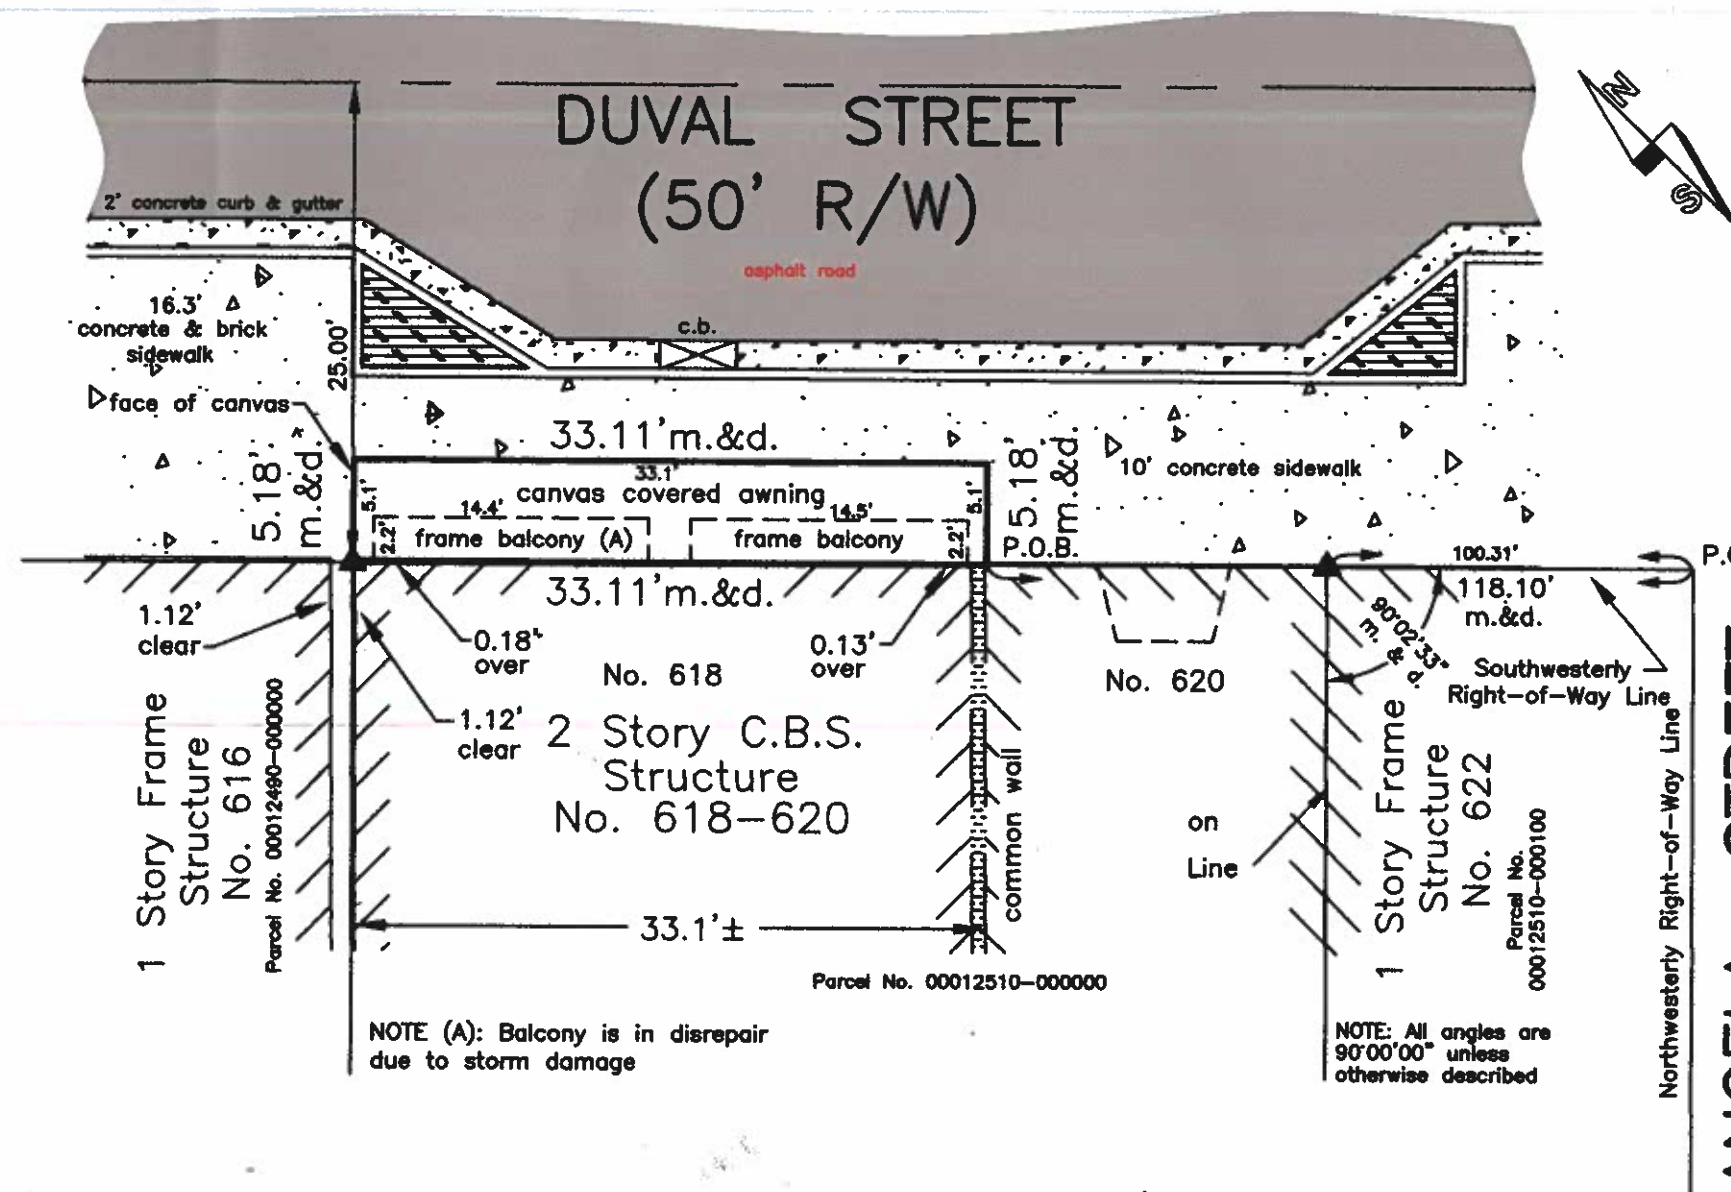 DUVAL STREET
(50' R/W)
asphalt road
N
S
2' concrete curb & gutter
16.3'
concrete & brick
sidewalk
25.00'
c.b.
face of canvas
33.11'm.&d.
5.18'
m.&d.
33.1'
canvas covered awning
5.1'
5.1'
14.4'
14.5'
2.2'
frame balcony (A)
frame balcony
2.2'
5.18'
m.&d.
10' concrete sidewalk
P.O.B.
100.31'
118.10'
m.&d.
33.11'm.&d.
1.12'
clear
0.18'
over
0.13'
over
No. 618
No. 620
90°02'33"
m. & d.
Southwesterly
Right-of-Way Line
1.12'
clear
2 Story C.B.S.
Structure
No. 618-620
1 Story Frame
Structure
No. 616
Parcel No. 00012490-000000
common wall
on
Line
1 Story Frame
Structure
No. 622
Parcel No.
00012510-000100
Northwesterly Right-of-Way Line
33.1'±
Parcel No. 00012510-000000
NOTE (A): Balcony is in disrepair
due to storm damage
NOTE: All angles are
90°00'00" unless
otherwise described